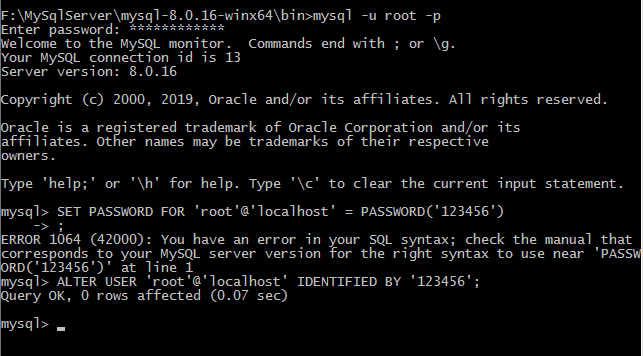 F:\MySqlServer\mysql-8.0.16-winx64\bin>mysql -u root -p
Enter password: ************
Welcome to the MySQL monitor.  Commands end with ; or \g.
Your MySQL connection id is 13
Server version: 8.0.16

Copyright (c) 2000, 2019, Oracle and/or its affiliates. All rights reserved.

Oracle is a registered trademark of Oracle Corporation and/or its
affiliates. Other names may be trademarks of their respective
owners.

Type 'help;' or '\h' for help. Type '\c' to clear the current input statement.

mysql> SET PASSWORD FOR 'root'@'localhost' = PASSWORD('123456')
    -> ;
ERROR 1064 (42000): You have an error in your SQL syntax; check the manual that
corresponds to your MySQL server version for the right syntax to use near 'PASSW
ORD('123456')' at line 1
mysql> ALTER USER 'root'@'localhost' IDENTIFIED BY '123456';
Query OK, 0 rows affected (0.07 sec)

mysql> _